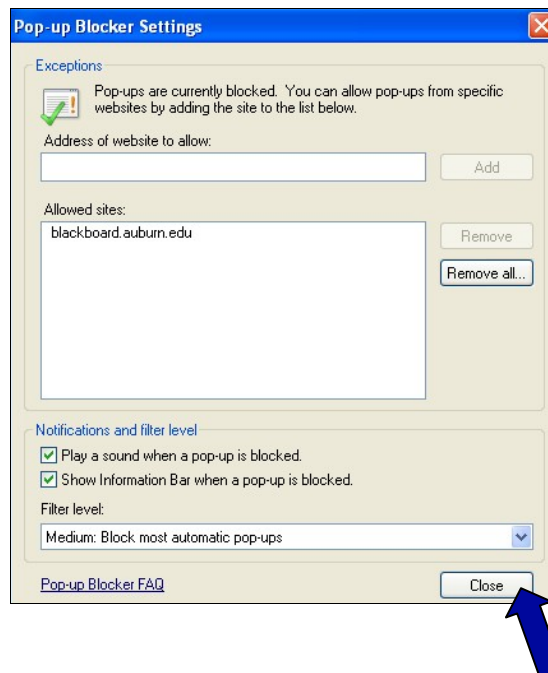 Pop-up Blocker Settings
Exceptions
Pop-ups are currently blocked. You can allow pop-ups from specific
websites by adding the site to the list below.
Address of website to allow:
Add
Allowed sites:
blackboard.auburn.edu
Remove
Remove all...
Notifications and filter level
Play a sound when a pop-up is blocked.
Show Information Bar when a pop-up is blocked.
Filter level:
Medium: Block most automatic pop-ups
Pop-up Blocker FAQ
Close